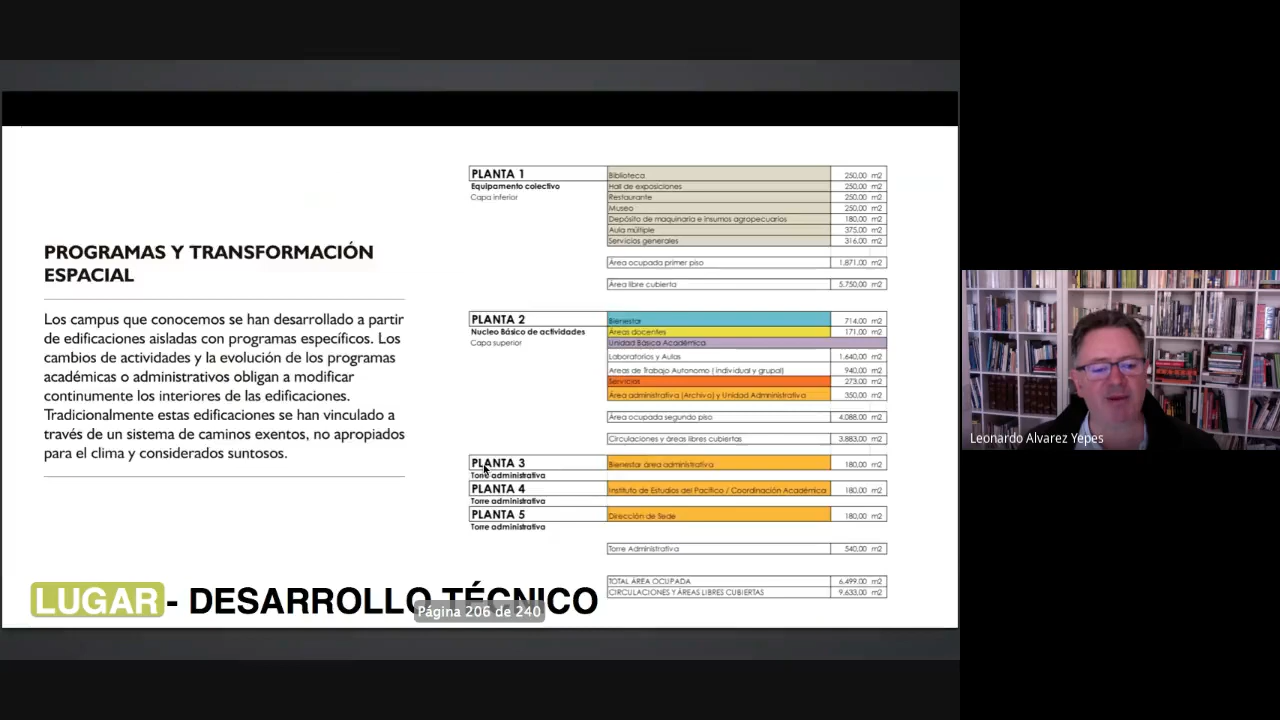 PROGRAMAS Y TRANSFORMACIÓN
ESPACIAL
Los campus que conocemos se han desarrollado a partir
de edificaciones aisladas con programas específicos. Los
cambios de actividades y la evolución de los programas
académicas o administrativos obligan a modificar
continumente los interiores de las edificaciones.
Tradicionalmente estas edificaciones se han vinculado a
través de un sistema de caminos exentos, no apropiados
para el clima y considerados suntosos.
PLANTA 1 Biblioteca 250,00 m2
Equipamento colectivo Hall de exposiciones 250,00 m2
Capa inferior Restaurante 250,00 m2
Museo 250,00 m2
Depósito de maquinaria e insumos agropecuarios 180,00 m2
Aula múltiple 375,00 m2
Servicios generales 316,00 m2
Área ocupada primer piso 1.871,00 m2
Área libre cubierta 5.750,00 m2
PLANTA 2 Bienestar 714,00 m2
Nucleo Básico de actividades Áreas docentes 171,00 m2
Capa superior Unidad Básica Académica
Laboratorios y Aulas 1.640,00 m2
Areas de Trabajo Autonomo ( individual y grupal) 940,00 m2
Servicios 273,00 m2
Área administrativa (Archivo) y Unidad Administrativa 350,00 m2
Área ocupada segundo piso 4.088,00 m2
Circulaciones y áreas libres cubiertas 3.883,00 m2
PLANTA 3 Bienestar área administrativa 180,00 m2
Torre administrativa
PLANTA 4 Instituto de Estudios del Pacífico / Coordinación Académica 180,00 m2
Torre administrativa
PLANTA 5 Dirección de Sede 180,00 m2
Torre administrativa
Torre Administrativa 540,00 m2
TOTAL ÁREA OCUPADA 6.499,00 m2
CIRCULACIONES Y ÁREAS LIBRES CUBIERTAS 9.633,00 m2
LUGAR - DESARROLLO TÉCNICO
Página 206 de 240
Leonardo Alvarez Yepes